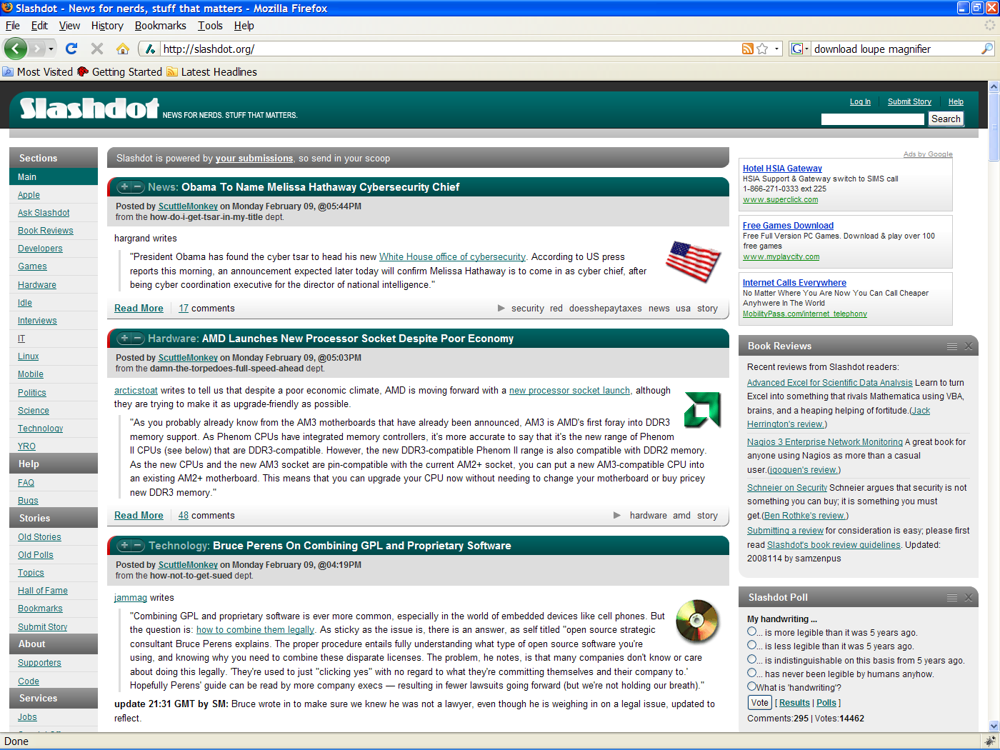 Slashdot - News for nerds, stuff that matters - Mozilla Firefox
File Edit View History Bookmarks Tools Help
http://slashdot.org/
G
download loupe magnifier
Most Visited Getting Started Latest Headlines
Slashdot NEWS FOR NERDS. STUFF THAT MATTERS.
Log In Submit Story Help
Search
Sections
Main
Apple
Ask Slashdot
Book Reviews
Developers
Games
Hardware
Idle
Interviews
IT
Linux
Mobile
Politics
Science
Technology
YRO
Help
FAQ
Bugs
Stories
Old Stories
Old Polls
Topics
Hall of Fame
Bookmarks
Submit Story
About
Supporters
Code
Services
Jobs
Slashdot is powered by your submissions, so send in your scoop
News: Obama To Name Melissa Hathaway Cybersecurity Chief
Posted by ScuttleMonkey on Monday February 09, @05:44PM
from the how-do-i-get-tsar-in-my-title dept.
hargrand writes
"President Obama has found the cyber tsar to head his new White House office of cybersecurity. According to US press
reports this morning, an announcement expected later today will confirm Melissa Hathaway is to come in as cyber chief, after
being cyber coordination executive for the director of national intelligence."
Read More 17 comments
security red doesshepaytaxes news usa story
Hardware: AMD Launches New Processor Socket Despite Poor Economy
Posted by ScuttleMonkey on Monday February 09, @05:03PM
from the damn-the-torpedoes-full-speed-ahead dept.
arcticstoat writes to tell us that despite a poor economic climate, AMD is moving forward with a new processor socket launch, although
they are trying to make it as upgrade-friendly as possible.
"As you probably already know from the AM3 motherboards that have already been announced, AM3 is AMD's first foray into DDR3
memory support. As Phenom CPUs have integrated memory controllers, it's more accurate to say that it's the new range of Phenom
II CPUs (see below) that are DDR3-compatible. However, the new DDR3-compatible Phenom II range is also compatible with DDR2 memory.
As the new CPUs and the new AM3 socket are pin-compatible with the current AM2+ socket, you can put a new AM3-compatible CPU into
an existing AM2+ motherboard. This means that you can upgrade your CPU now without needing to change your motherboard or buy pricey
new DDR3 memory."
Read More 48 comments
hardware amd story
Technology: Bruce Perens On Combining GPL and Proprietary Software
Posted by ScuttleMonkey on Monday February 09, @04:19PM
from the how-not-to-get-sued dept.
jammag writes
"Combining GPL and proprietary software is ever more common, especially in the world of embedded devices like cell phones. But
the question is: how to combine them legally. As sticky as the issue is, there is an answer, as self titled "open source strategic
consultant Bruce Perens explains. The proper procedure entails fully understanding what type of open source software you're
using, and knowing why you need to combine these disparate licenses. The problem, he notes, is that many companies don't know or care
about doing this legally. 'They're used to just "clicking yes" with no regard to what they're committing themselves and their company to.'
Hopefully Perens' guide can be read by more company execs — resulting in fewer lawsuits going forward (but we're not holding our breath)."
update 21:31 GMT by SM: Bruce wrote in to make sure we knew he was not a lawyer, even though he is weighing in on a legal issue, updated to
reflect.
Ads by Google
Hotel HSIA Gateway
HSIA Support & Gateway switch to SIMS call
1-866-271-0333 ext 225
www.superclick.com
Free Games Download
Free Full Version PC Games. Download & play over 100
free games
www.myplaycity.com
Internet Calls Everywhere
No Matter Where You Are Now You Can Call Cheaper
Anyhwere In The World
MobilityPass.com/internet_telephony
Book Reviews
Recent reviews from Slashdot readers:
Advanced Excel for Scientific Data Analysis Learn to turn
Excel into something that rivals Mathematica using VBA,
brains, and a heaping helping of fortitude.(Jack
Herrington's review.)
Nagios 3 Enterprise Network Monitoring A great book for
anyone using Nagios as more than a casual
user.(jgoguen's review.)
Schneier on Security Schneier argues that security is not
something you can buy; it is something you must
get.(Ben Rothke's review.)
Submitting a review for consideration is easy; please first
read Slashdot's book review guidelines. Updated:
2008114 by samzenpus
Slashdot Poll
My handwriting ...
... is more legible than it was 5 years ago.
... is less legible than it was 5 years ago.
... is indistinguishable on this basis from 5 years ago.
... has never been legible by humans anyhow.
What is 'handwriting'?
Vote [ Results | Polls ]
Comments:295 | Votes:14462
Done